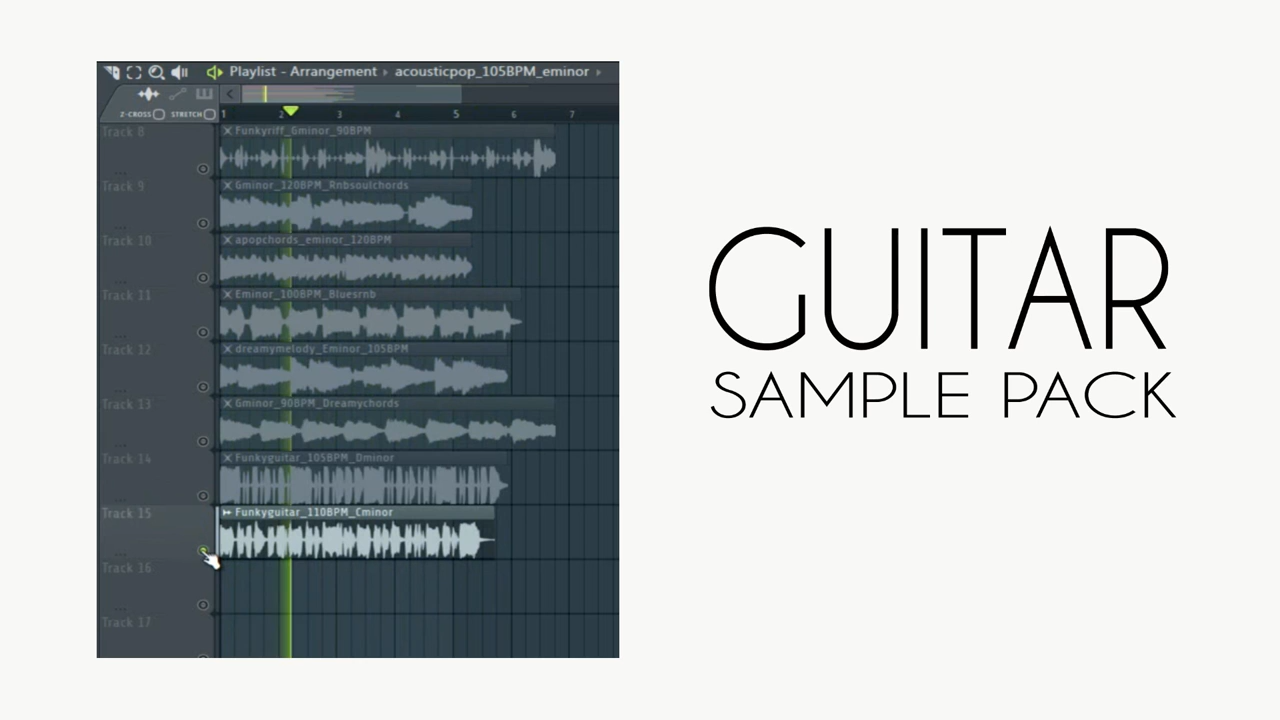 Playlist - Arrangement › acousticpop_105BPM_eminor ›
Z-CROSS STRETCH 1 2 3 4 5 6 7
Track 8
Funkyriff_Gminor_90BPM
Track 9
Gminor_120BPM_Rnbsoulchords
Track 10
apopchords_eminor_120BPM
Track 11
Eminor_100BPM_Bluesrnb
Track 12
dreamymelody_Eminor_105BPM
Track 13
Gminor_90BPM_Dreamychords
Track 14
Funkyguitar_105BPM_Dminor
Track 15
Funkyguitar_110BPM_Cminor
Track 16
Track 17
GUITAR
SAMPLE PACK